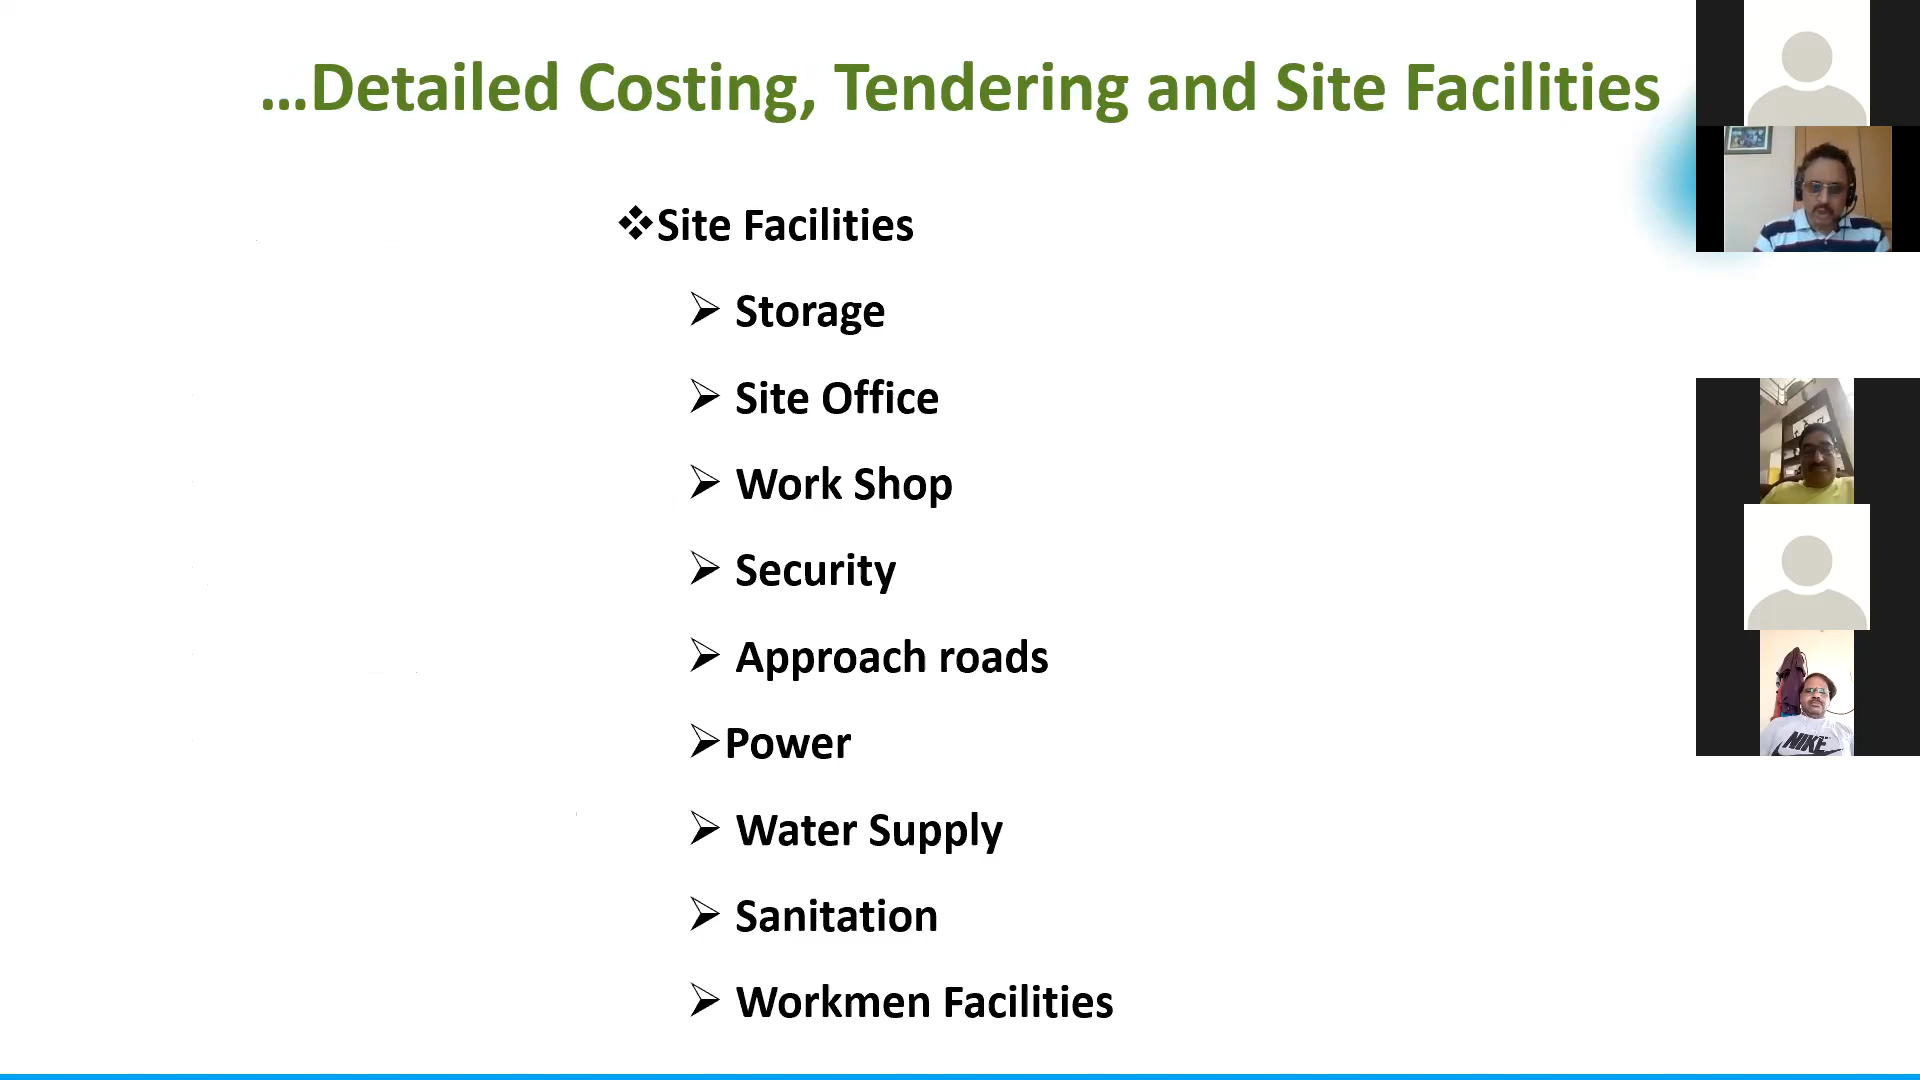 ...Detailed Costing, Tendering and Site Facilities
❖Site Facilities
➢ Storage
➢ Site Office
➢ Work Shop
➢ Security
➢ Approach roads
➢Power
➢ Water Supply
➢ Sanitation
➢ Workmen Facilities
NIKE